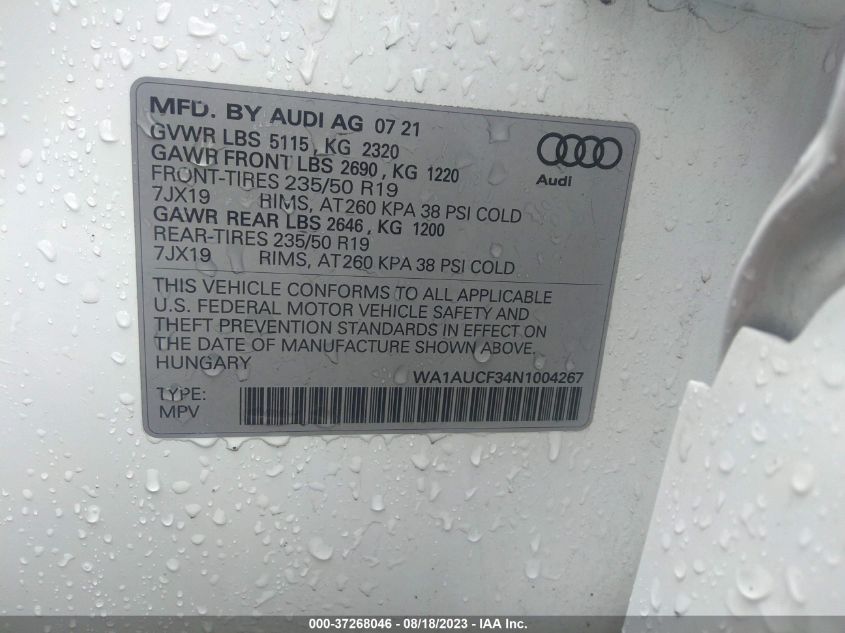 MFD. BY AUDI AG 07 21
GVWR LBS 5115, KG 2320
GAWR FRONT LBS 2690, KG 1220
FRONT-TIRES 235/50 R19
7JX19 RIMS, AT260 KPA 38 PSI COLD
GAWR REAR LBS 2646, KG 1200
REAR-TIRES 235/50 R19
7JX19 RIMS, AT260 KPA 38 PSI COLD
Audi
THIS VEHICLE CONFORMS TO ALL APPLICABLE
U.S. FEDERAL MOTOR VEHICLE SAFETY AND
THEFT PREVENTION STANDARDS IN EFFECT ON
THE DATE OF MANUFACTURE SHOWN ABOVE.
HUNGARY
WA1AUCF34N1004267
TYPE:
MPV
000-37268046 - 08/18/2023 - IAA Inc.